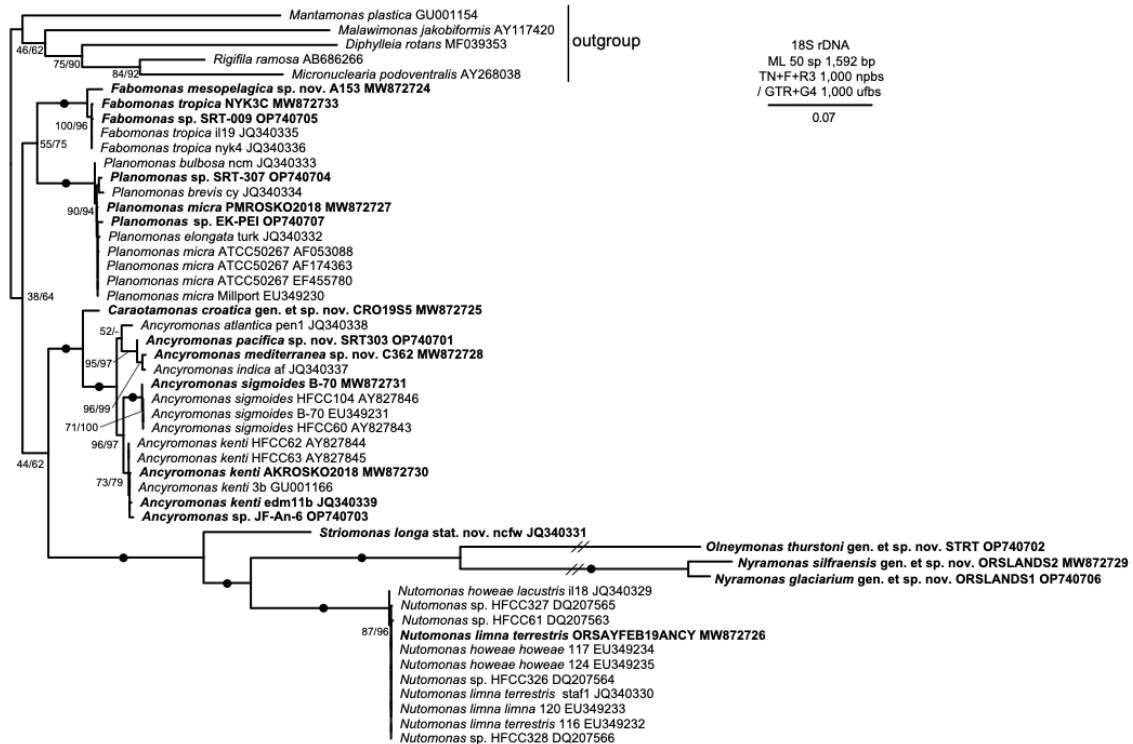 Mantamonas plastica GU001154
Malawimonas jakobiformis AY117420
Diphylleia rotans MF039353
Rigifila ramosa AB686266
Micronuclearia podoventralis AY268038
outgroup
46/62
75/90
84/92
18S rDNA
ML 50 sp 1,592 bp
TN+F+R3 1,000 npbs
/ GTR+G4 1,000 ufbs
0.07
Fabomonas mesopelagica sp. nov. A153 MW872724
Fabomonas tropica NYK3C MW872733
Fabomonas sp. SRT-009 OP740705
100/96
Fabomonas tropica il19 JQ340335
55/75
Fabomonas tropica nyk4 JQ340336
Planomonas bulbosa ncm JQ340333
Planomonas sp. SRT-307 OP740704
Planomonas brevis cy JQ340334
90/94
Planomonas micra PMROSKO2018 MW872727
Planomonas sp. EK-PEI OP740707
Planomonas elongata turk JQ340332
Planomonas micra ATCC50267 AF053088
Planomonas micra ATCC50267 AF174363
Planomonas micra ATCC50267 EF455780
Planomonas micra Millport EU349230
38/64
Caraotamonas croatica gen. et sp. nov. CRO19S5 MW872725
52/-
Ancyromonas atlantica pen1 JQ340338
Ancyromonas pacifica sp. nov. SRT303 OP740701
95/97
Ancyromonas mediterranea sp. nov. C362 MW872728
Ancyromonas indica af JQ340337
96/99
Ancyromonas sigmoides B-70 MW872731
Ancyromonas sigmoides HFCC104 AY827846
71/100
Ancyromonas sigmoides B-70 EU349231
Ancyromonas sigmoides HFCC60 AY827843
96/97
Ancyromonas kenti HFCC62 AY827844
44/62
Ancyromonas kenti HFCC63 AY827845
Ancyromonas kenti AKROSKO2018 MW872730
73/79
Ancyromonas kenti 3b GU001166
Ancyromonas kenti edm11b JQ340339
Ancyromonas sp. JF-An-6 OP740703
Striomonas longa stat. nov. ncfw JQ340331
Olneymonas thurstoni gen. et sp. nov. STRT OP740702
Nyramonas silfraensis gen. et sp. nov. ORSLANDS2 MW872729
Nyramonas glaciarium gen. et sp. nov. ORSLANDS1 OP740706
Nutomonas howeae lacustris il18 JQ340329
Nutomonas sp. HFCC327 DQ207565
Nutomonas sp. HFCC61 DQ207563
87/96
Nutomonas limna terrestris ORSAYFEB19ANCY MW872726
Nutomonas howeae howeae 117 EU349234
Nutomonas howeae howeae 124 EU349235
Nutomonas sp. HFCC326 DQ207564
Nutomonas limna terrestris staf1 JQ340330
Nutomonas limna limna 120 EU349233
Nutomonas limna terrestris 116 EU349232
Nutomonas sp. HFCC328 DQ207566